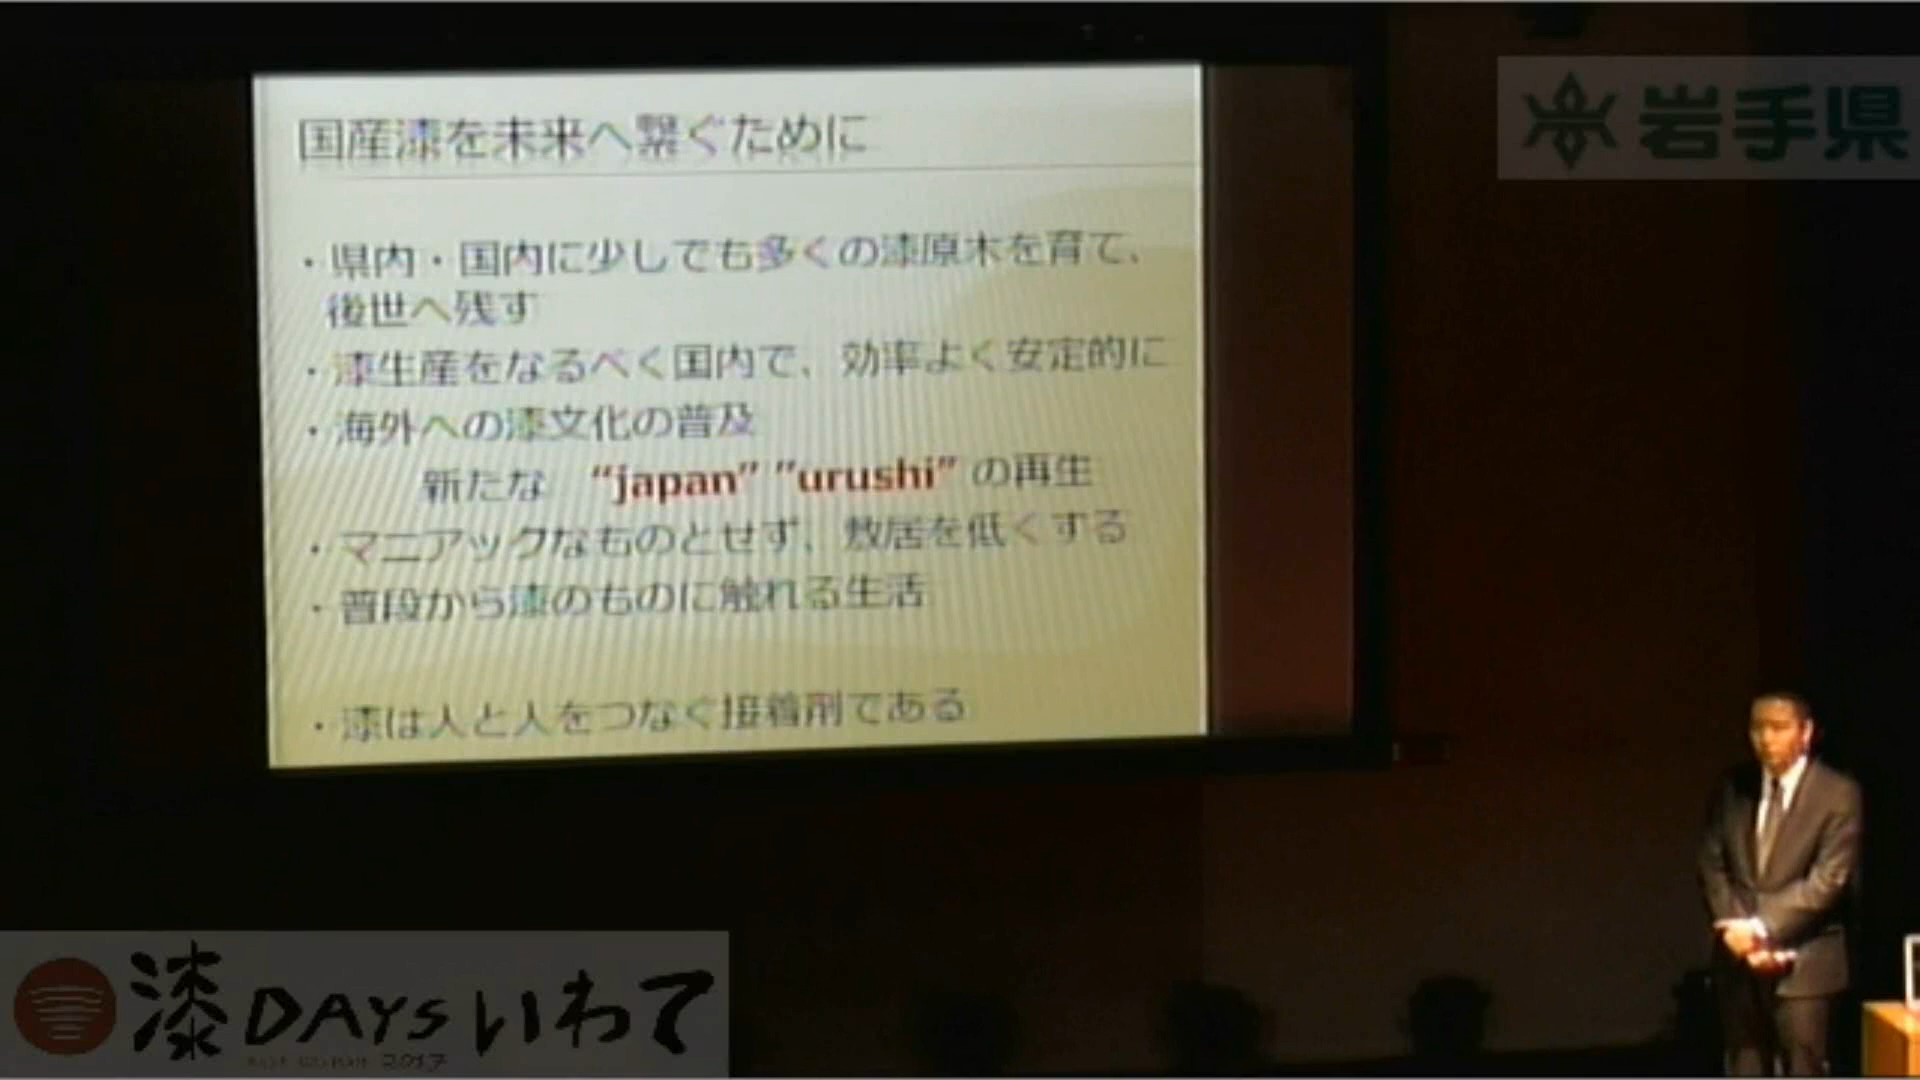 岩手県
国産漆を未来へ繋ぐために
・県内・国内に少しでも多くの漆原木を育て、
後世へ残す
・漆生産をなるべく国内で、効率よく安定的に
・海外への漆文化の普及
新たな “japan” ”urushi” の再生
・マニアックなものとせず、敷居を低くする
・普段から漆のものに触れる生活
・漆は人と人をつなぐ接着剤である
漆DAYSいわて
2017